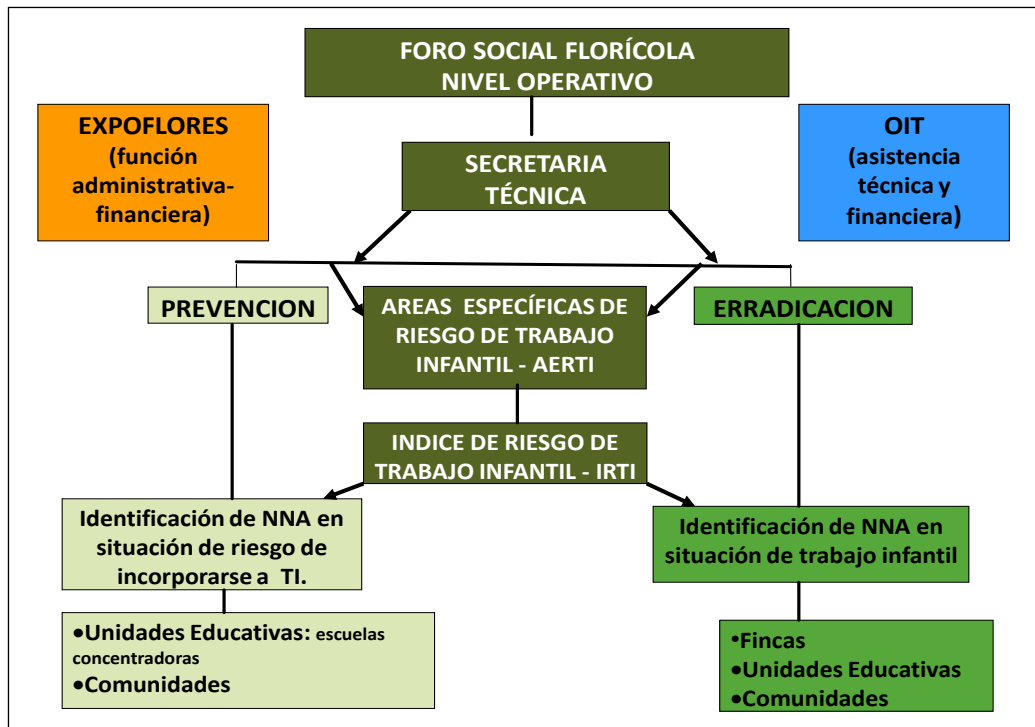 FORO SOCIAL FLORÍCOLA
NIVEL OPERATIVO
EXPOFLORES
(función
administrativa-
financiera)
OIT
(asistencia
técnica y
financiera)
SECRETARIA
TÉCNICA
PREVENCION
AREAS ESPECÍFICAS DE
RIESGO DE TRABAJO
INFANTIL - AERTI
ERRADICACION
INDICE DE RIESGO DE
TRABAJO INFANTIL - IRTI
Identificación de NNA en
situación de riesgo de
incorporarse a TI.
Identificación de NNA en
situación de trabajo infantil
•Unidades Educativas: escuelas
concentradoras
•Comunidades
•Fincas
•Unidades Educativas
•Comunidades